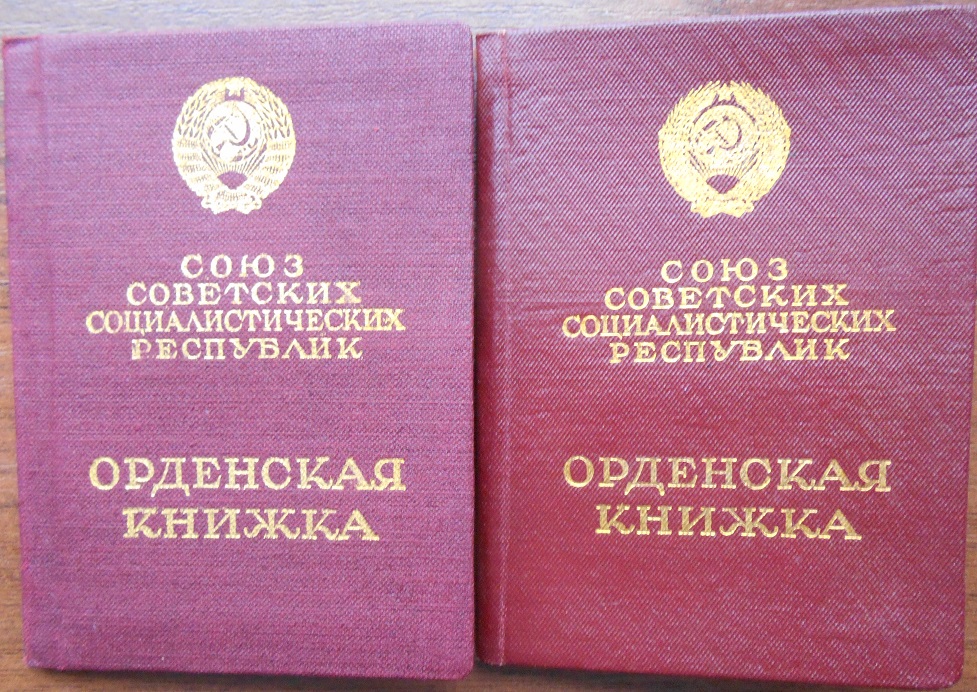 СОЮЗ
СОВЕТСКИХ
СОЦИАЛИСТИЧЕСКИХ
РЕСПУБЛИК
ОРДЕНСКАЯ
КНИЖКА
СОЮЗ
СОВЕТСКИХ
СОЦИАЛИСТИЧЕСКИХ
РЕСПУБЛИК
ОРДЕНСКАЯ
КНИЖКА